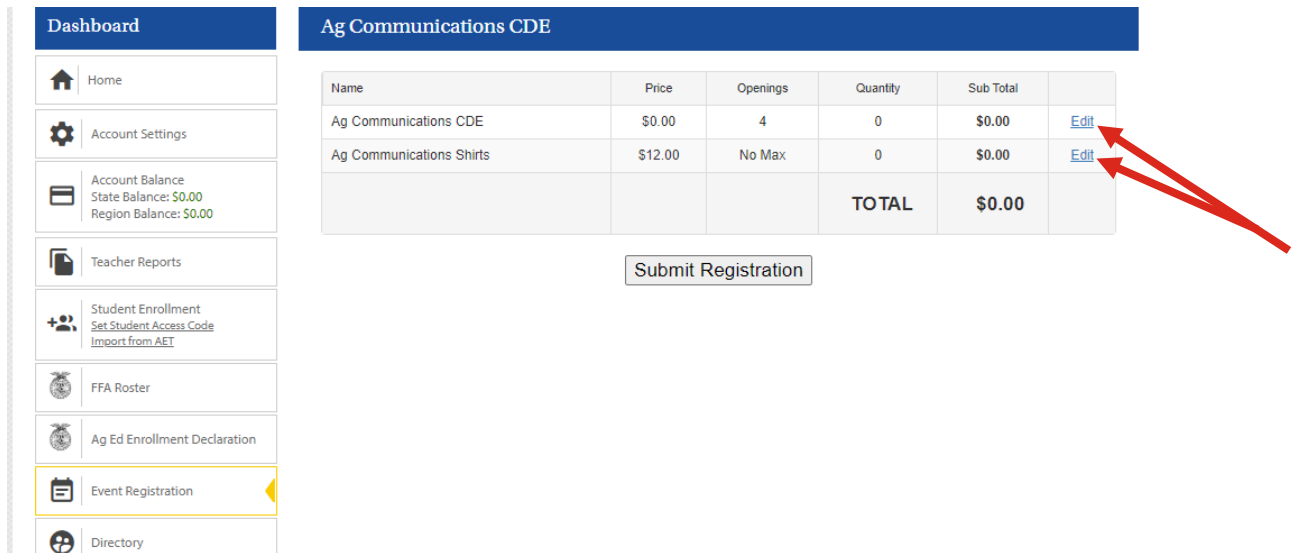 Dashboard
Home
Account Settings
Account Balance
State Balance: $0.00
Region Balance: $0.00
Teacher Reports
Student Enrollment
Set Student Access Code
Import from AET
FFA Roster
Ag Ed Enrollment Declaration
Event Registration
Directory
Ag Communications CDE
Name Price Openings Quantity Sub Total
Ag Communications CDE $0.00 4 0 $0.00 Edit
Ag Communications Shirts $12.00 No Max 0 $0.00 Edit
TOTAL $0.00
Submit Registration